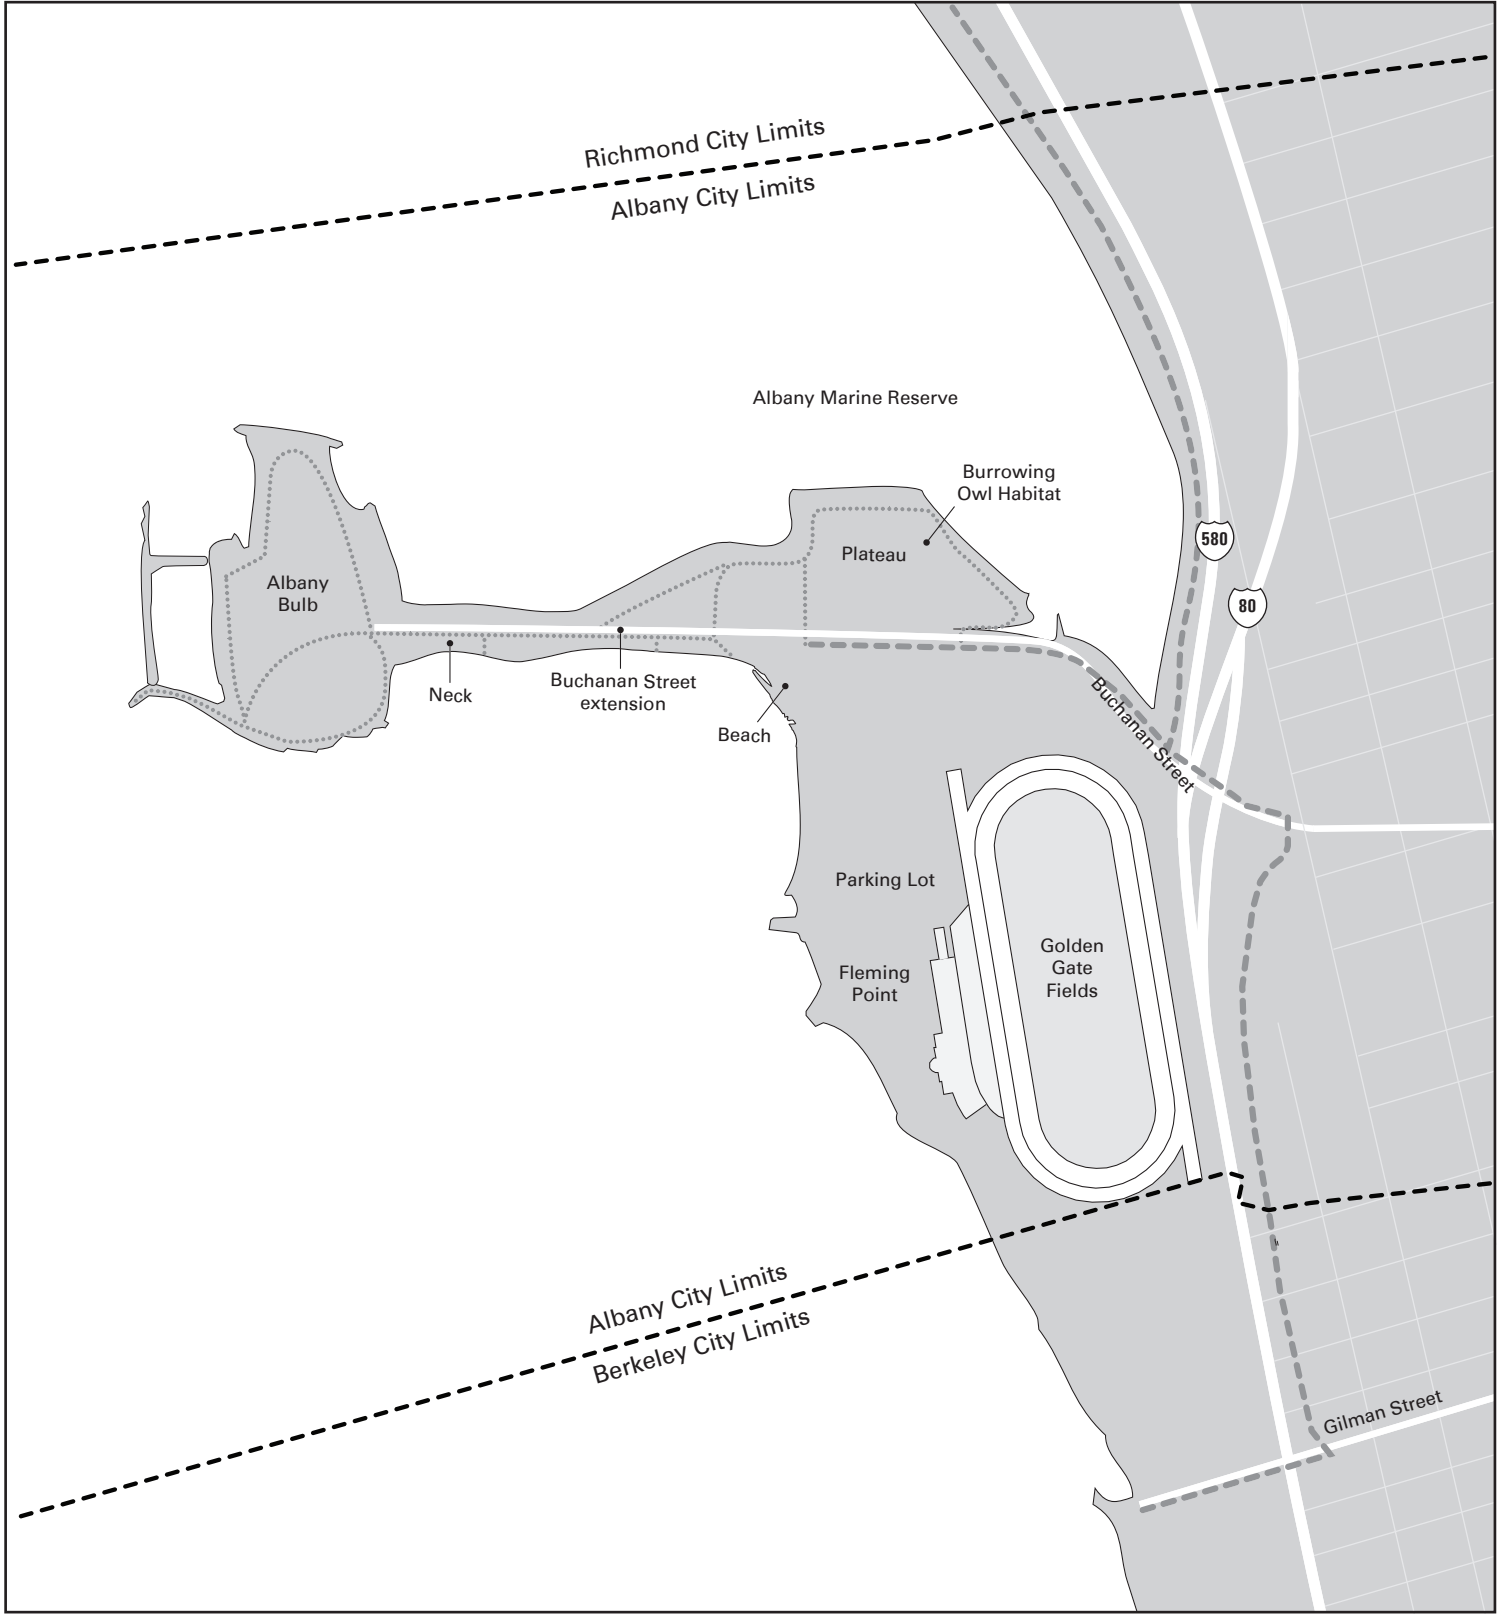 Richmond City Limits
Albany City Limits
Albany Marine Reserve
Burrowing
Owl Habitat
580
Plateau
Albany
Bulb
80
Neck
Buchanan Street
extension
Beach
Buchanan Street
Parking Lot
Golden
Gate
Fields
Fleming
Point
Albany City Limits
Berkeley City Limits
Gilman Street